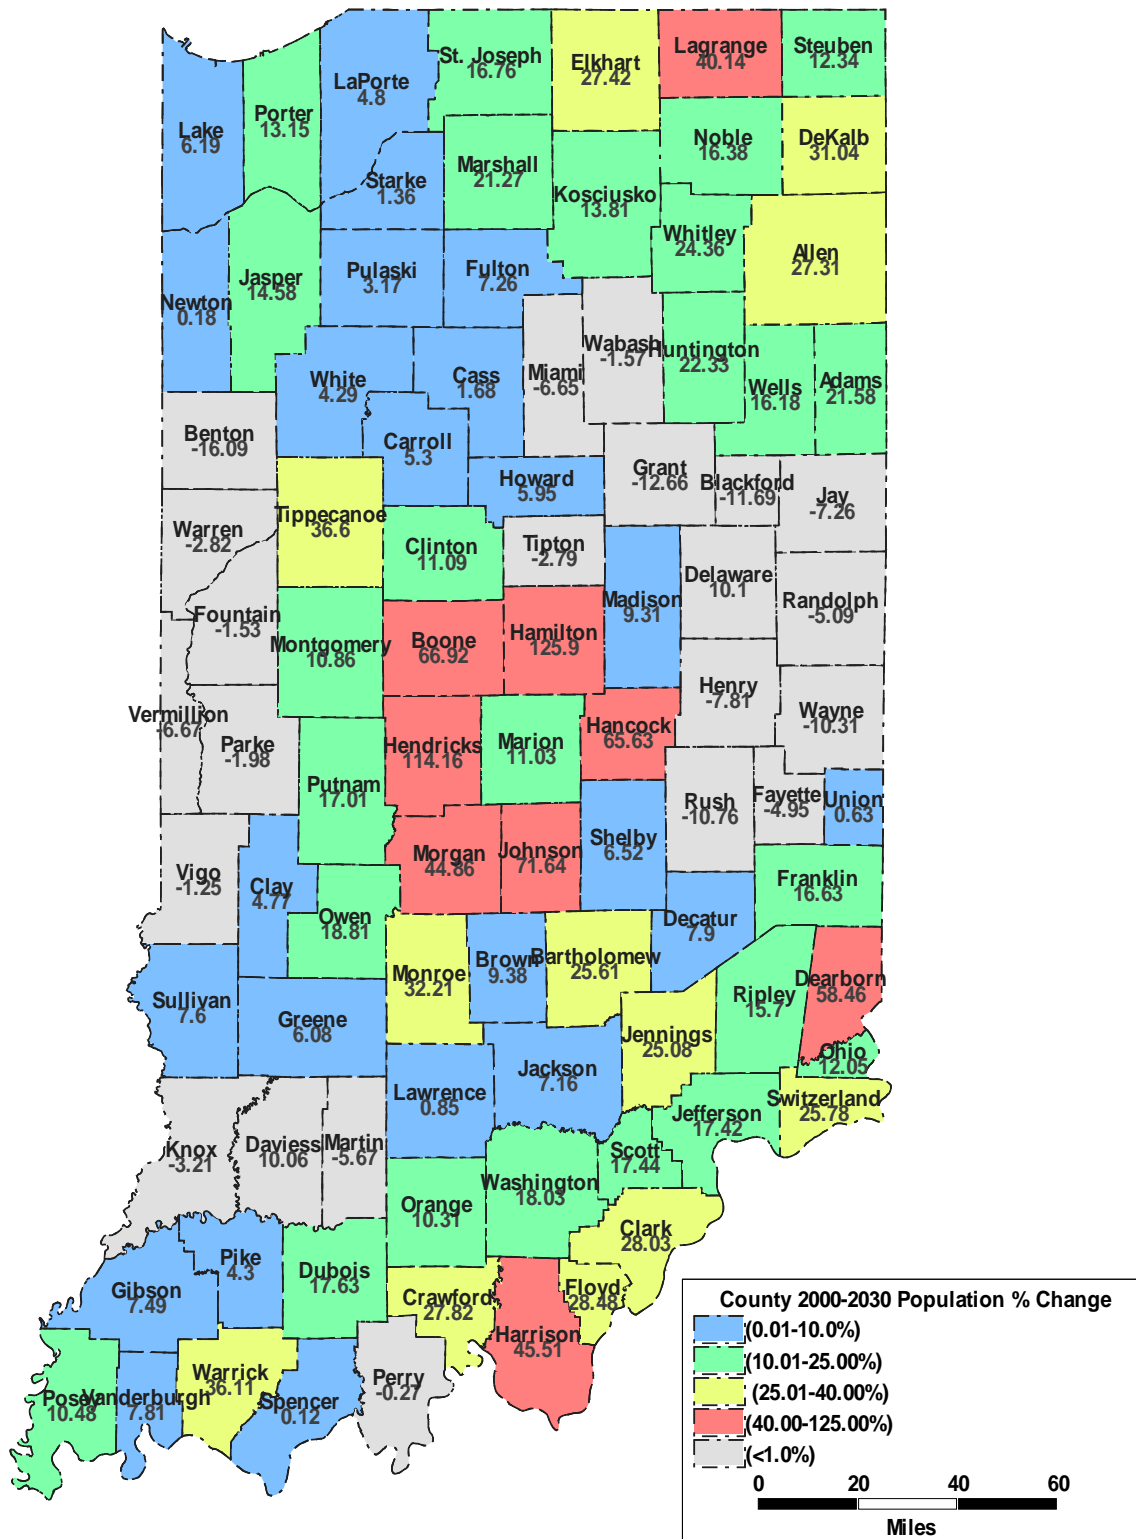 Lagrange
40.14
Steuben
12.34
St. Joseph
16.76
Elkhart
27.42
LaPorte
4.8
Porter
13.15
Lake
6.19
Noble
16.38
DeKalb
31.04
Marshall
21.27
Starke
1.36
Kosciusko
13.81
Whitley
24.36
Allen
27.31
Pulaski
3.17
Fulton
7.26
Jasper
14.58
Newton
0.18
Wabash
-1.57
Huntington
22.33
Miami
-6.65
White
4.29
Cass
1.68
Wells
16.18
Adams
21.58
Benton
-16.09
Carroll
5.3
Howard
5.95
Grant
-12.66
Blackford
-11.69
Jay
-7.26
Warren
-2.82
Tippecanoe
36.6
Clinton
11.09
Tipton
-2.79
Delaware
10.1
Madison
9.31
Randolph
-5.09
Fountain
-1.53
Montgomery
10.86
Boone
66.92
Hamilton
125.9
Henry
-7.81
Wayne
-10.31
Vermillion
-6.67
Parke
-1.98
Hendricks
114.16
Marion
11.03
Hancock
65.63
Putnam
17.01
Rush
-10.76
Fayette
-4.95
Union
0.63
Vigo
-1.25
Clay
4.77
Morgan
44.86
Johnson
71.64
Shelby
6.52
Franklin
16.63
Owen
18.81
Decatur
7.9
Monroe
32.21
Brown
9.38
Bartholomew
25.61
Sullivan
7.6
Greene
6.08
Ripley
15.7
Dearborn
58.46
Jennings
25.08
Ohio
12.05
Jackson
7.16
Lawrence
0.85
Switzerland
25.78
Jefferson
17.42
Knox
-3.21
Daviess
10.06
Martin
-5.67
Scott
17.44
Washington
18.03
Orange
10.31
Clark
28.03
Pike
4.3
Dubois
17.63
Gibson
7.49
Crawford
27.82
Floyd
28.48
Harrison
45.51
Warrick
36.11
Perry
-0.27
Posey
10.48
Vanderburgh
7.81
Spencer
0.12
County 2000-2030 Population % Change
(0.01-10.0%)
(10.01-25.00%)
(25.01-40.00%)
(40.00-125.00%)
(<1.0%)
0 20 40 60
Miles